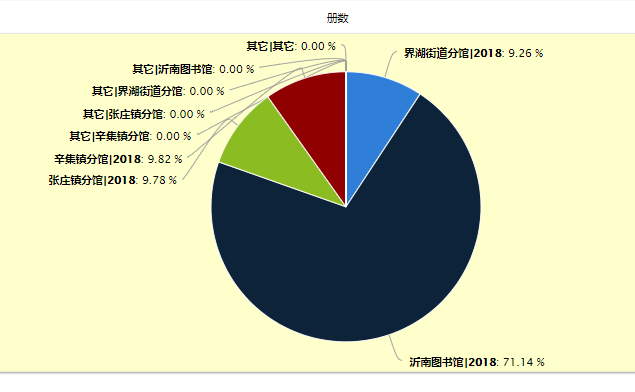 册数
其它|其它: 0.00 %
界湖街道分馆|2018: 9.26 %
其它|沂南图书馆: 0.00 %
其它|界湖街道分馆: 0.00 %
其它|张庄镇分馆: 0.00 %
其它|辛集镇分馆: 0.00 %
辛集镇分馆|2018: 9.82 %
张庄镇分馆|2018: 9.78 %
沂南图书馆|2018: 71.14 %